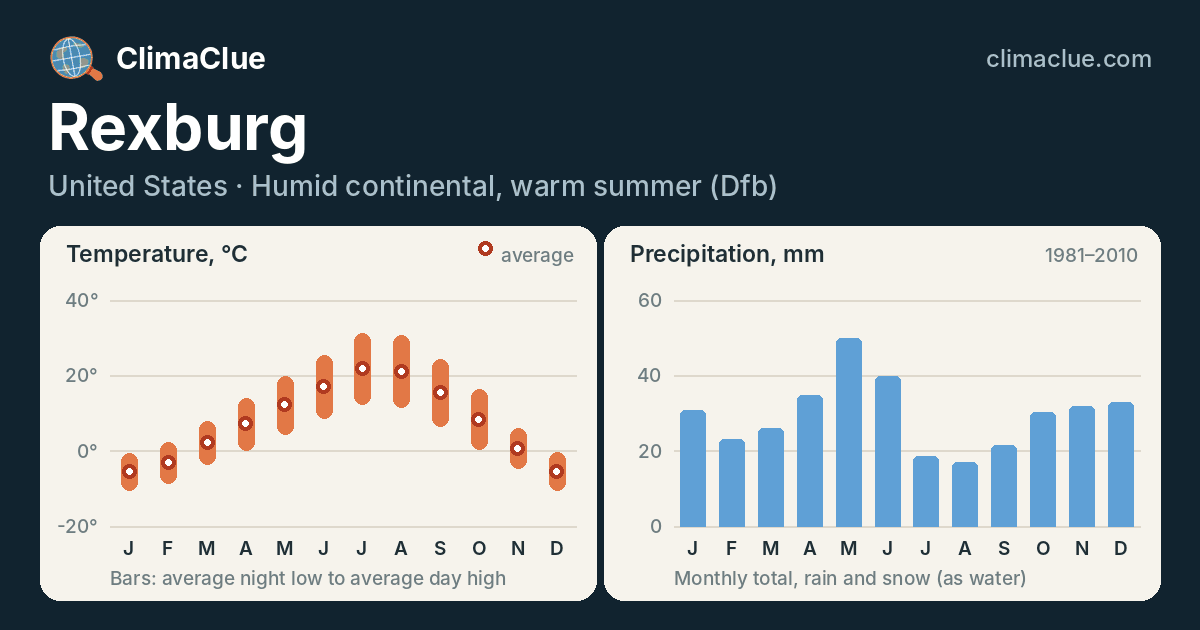 ClimaClue
climaclue.com
Rexburg
United States · Humid continental, warm summer (Dfb)
Temperature, °C
average
40°
20°
0°
-20°
J F M A M J J A S O N D
Bars: average night low to average day high
Precipitation, mm
1981–2010
60
40
20
0
J F M A M J J A S O N D
Monthly total, rain and snow (as water)